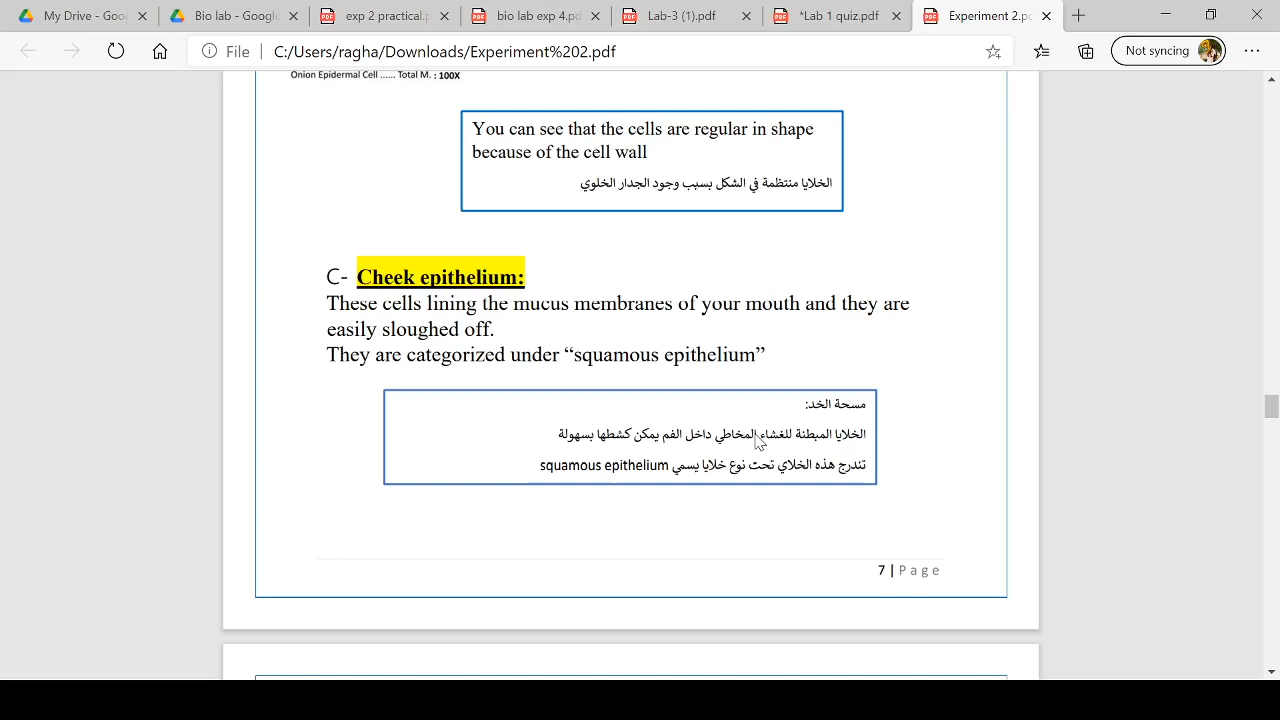 My Drive - Goo
Bio lab - Google
exp 2 practical.p
bio lab exp 4.pd
Lab-3 (1).pdf
*Lab 1 quiz.pdf
Experiment 2.p
File
C:/Users/ragha/Downloads/Experiment%202.pdf
Not syncing
Onion Epidermal Cell ...... Total M. : 100X
You can see that the cells are regular in shape
because of the cell wall
الخلايا منتظمة في الشكل بسبب وجود الجدار الخلوي
C- Cheek epithelium:
These cells lining the mucus membranes of your mouth and they are
easily sloughed off.
They are categorized under “squamous epithelium”
مسحة الخد:
الخلايا المبطنة للغشاء المخاطي داخل الفم يمكن كشطها بسهولة
تندرج هذه الخلاي تحت نوع خلايا يسمي squamous epithelium
7 | Page